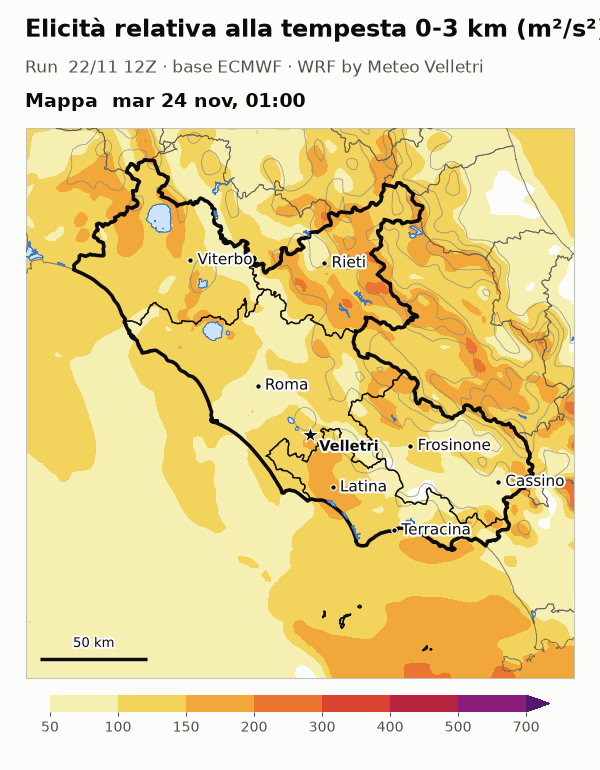 Elicità relativa alla tempesta 0-3 km (m²/s²)
Run 22/11 12Z · base ECMWF · WRF by Meteo Velletri
Mappa mar 24 nov, 01:00
Viterbo
Rieti
Roma
Velletri
Frosinone
Cassino
Latina
Terracina
50 km
50 100 150 200 300 400 500 700